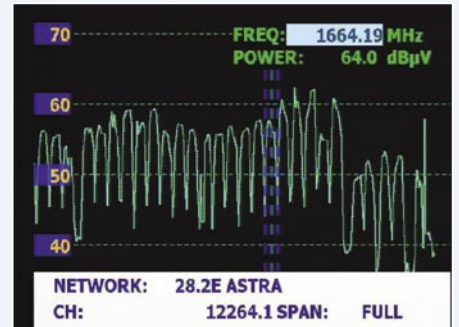 70
FREQ: 1664.19 MHz
POWER: 64.0 dBµV
60
50
40
NETWORK: 28.2E ASTRA
CH: 12264.1 SPAN: FULL